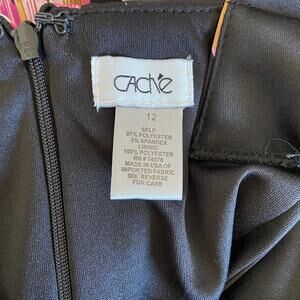 CACHÉ
12
SELF:
97% POLYESTER
3% SPANDEX
LINING:
100% POLYESTER
RN # 74578
MADE IN USA OF
IMPORTED FABRIC
SEE REVERSE
FOR CARE